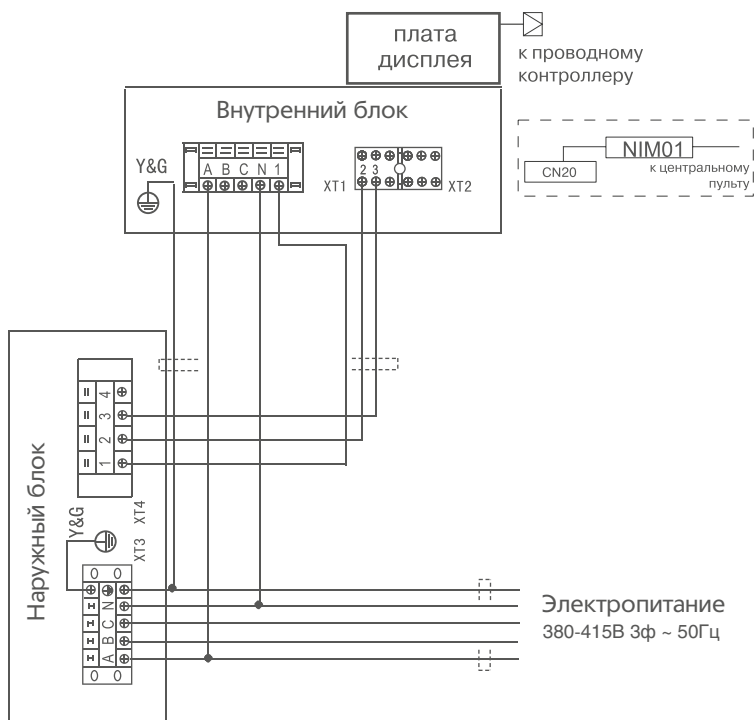 плата
дисплея
к проводному
контроллеру
Внутренний блок
Y&G
A B C N 1
2 3
XT1
XT2
NIM01
CN20
к центральному
пульту
Наружный блок
4
3
2
1
Y&G
XT4
XT3
N
C
B
A
Электропитание
380-415В 3ф ~ 50Гц